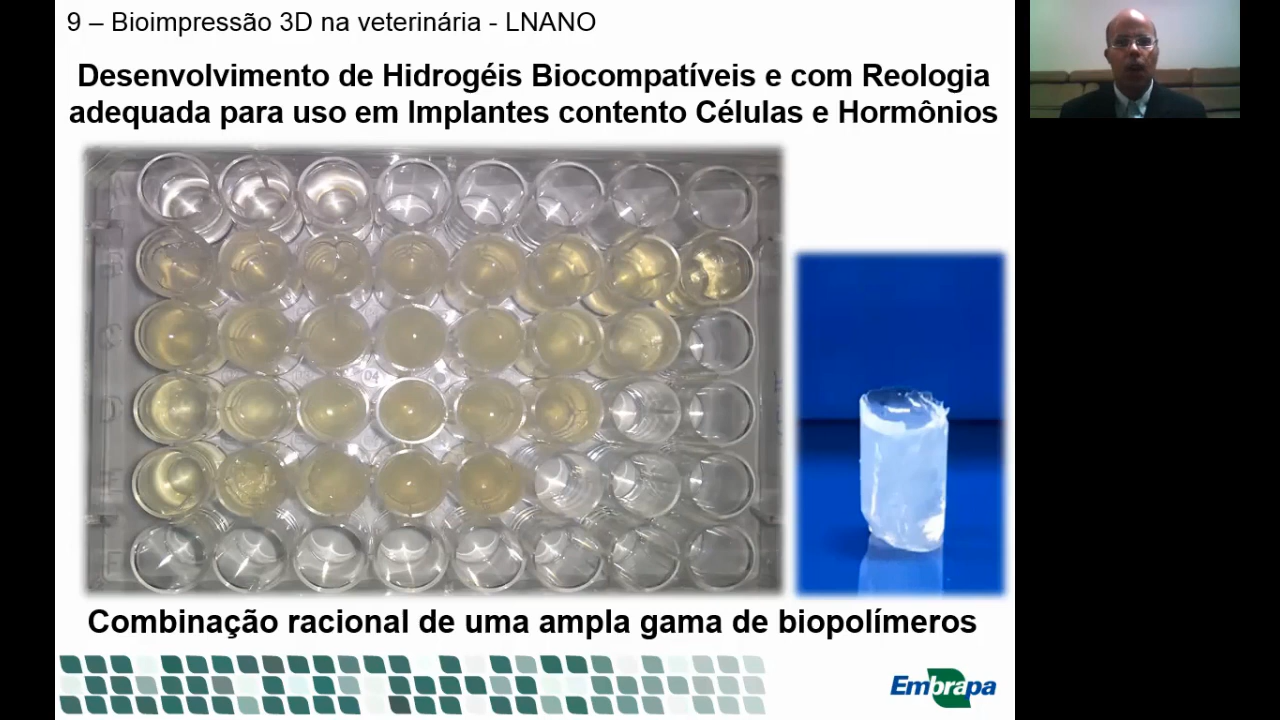 9 – Bioimpressão 3D na veterinária - LNANO
Desenvolvimento de Hidrogéis Biocompatíveis e com Reologia
adequada para uso em Implantes contento Células e Hormônios
04
Combinação racional de uma ampla gama de biopolímeros
Embrapa